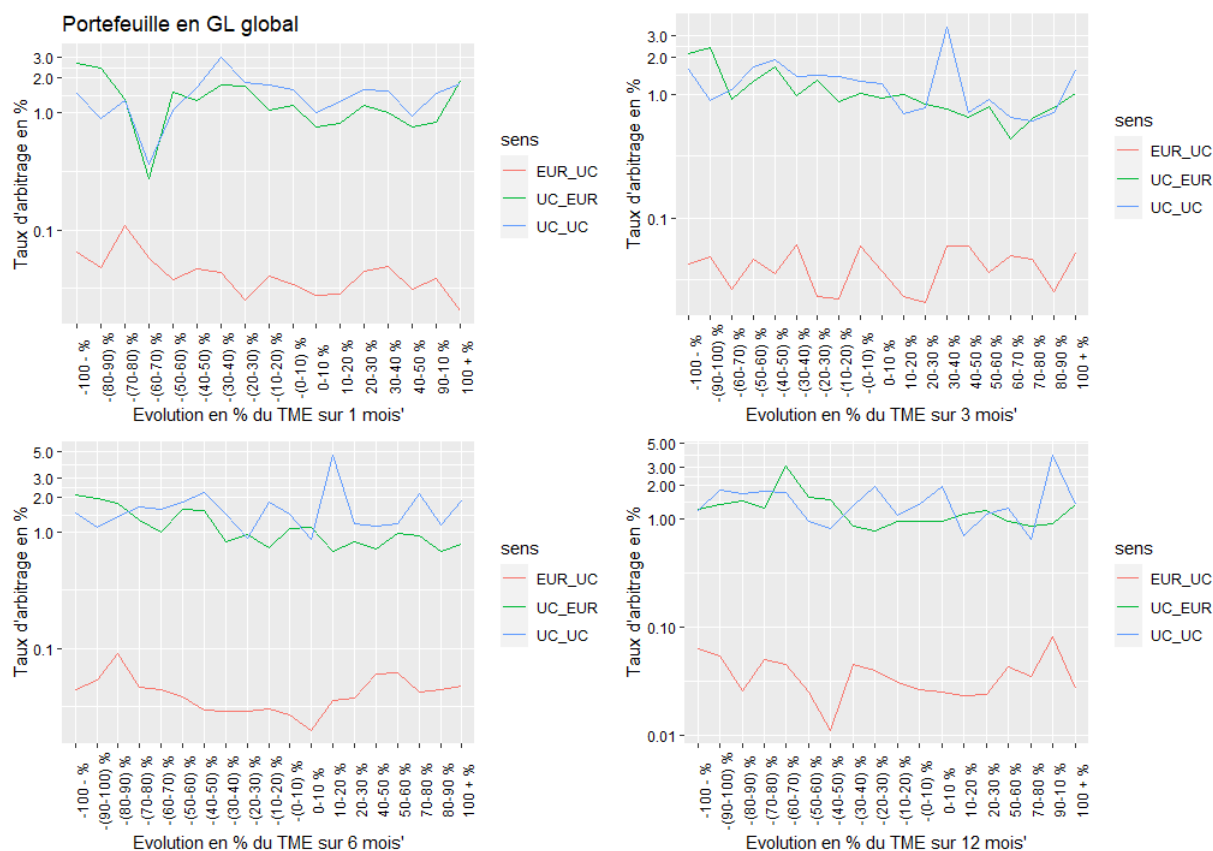 Portefeuille en GL global
Taux d'arbitrage en %
3.0
2.0
1.0
0.1
-100 - %
-(80-90) %
-(70-80) %
-(60-70) %
-(50-60) %
-(40-50) %
-(30-40) %
-(20-30) %
-(10-20) %
-(0-10) %
0-10 %
10-20 %
20-30 %
30-40 %
40-50 %
90-10 %
100 + %
Evolution en % du TME sur 1 mois'
sens
EUR_UC
UC_EUR
UC_UC
Taux d'arbitrage en %
3.0
2.0
1.0
0.1
-100 - %
-(90-100) %
-(60-70) %
-(50-60) %
-(40-50) %
-(30-40) %
-(20-30) %
-(10-20) %
-(0-10) %
0-10 %
10-20 %
20-30 %
30-40 %
40-50 %
50-60 %
60-70 %
70-80 %
80-90 %
100 + %
Evolution en % du TME sur 3 mois'
sens
EUR_UC
UC_EUR
UC_UC
Taux d'arbitrage en %
5.0
3.0
2.0
1.0
0.1
-100 - %
-(90-100) %
-(80-90) %
-(70-80) %
-(60-70) %
-(50-60) %
-(40-50) %
-(30-40) %
-(20-30) %
-(10-20) %
-(0-10) %
0-10 %
10-20 %
20-30 %
30-40 %
50-60 %
70-80 %
80-90 %
100 + %
Evolution en % du TME sur 6 mois'
sens
EUR_UC
UC_EUR
UC_UC
Taux d'arbitrage en %
5.00
3.00
2.00
1.00
0.10
0.01
-100 - %
-(90-100) %
-(80-90) %
-(70-80) %
-(60-70) %
-(50-60) %
-(40-50) %
-(30-40) %
-(20-30) %
-(10-20) %
-(0-10) %
0-10 %
10-20 %
20-30 %
50-60 %
70-80 %
90-10 %
100 + %
Evolution en % du TME sur 12 mois'
sens
EUR_UC
UC_EUR
UC_UC